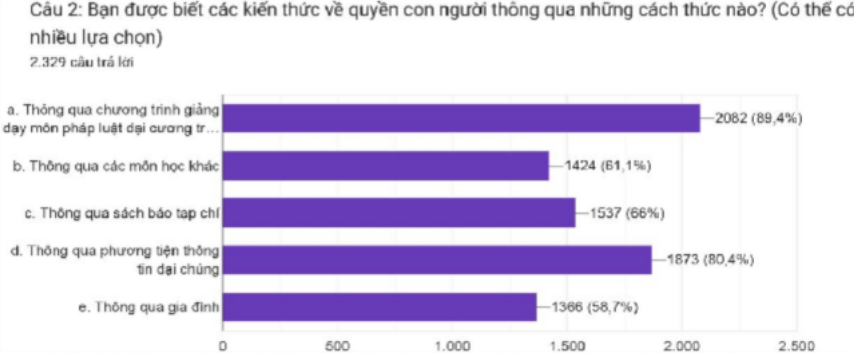 Câu 2: Bạn được biết các kiến thức về quyền con người thông qua những cách thức nào? (Có thể có
nhiều lựa chọn)
2.329 câu trả lời
a. Thông qua chương trình giảng
dạy môn pháp luật đại cương tr...
2082 (89,4%)
b. Thông qua các môn học khác
1424 (61,1%)
c. Thông qua sách báo tạp chí
1537 (66%)
d. Thông qua phương tiện thông
tin đại chúng
1873 (80,4%)
e. Thông qua gia đình
1366 (58,7%)
0 500 1.000 1.500 2.000 2.500